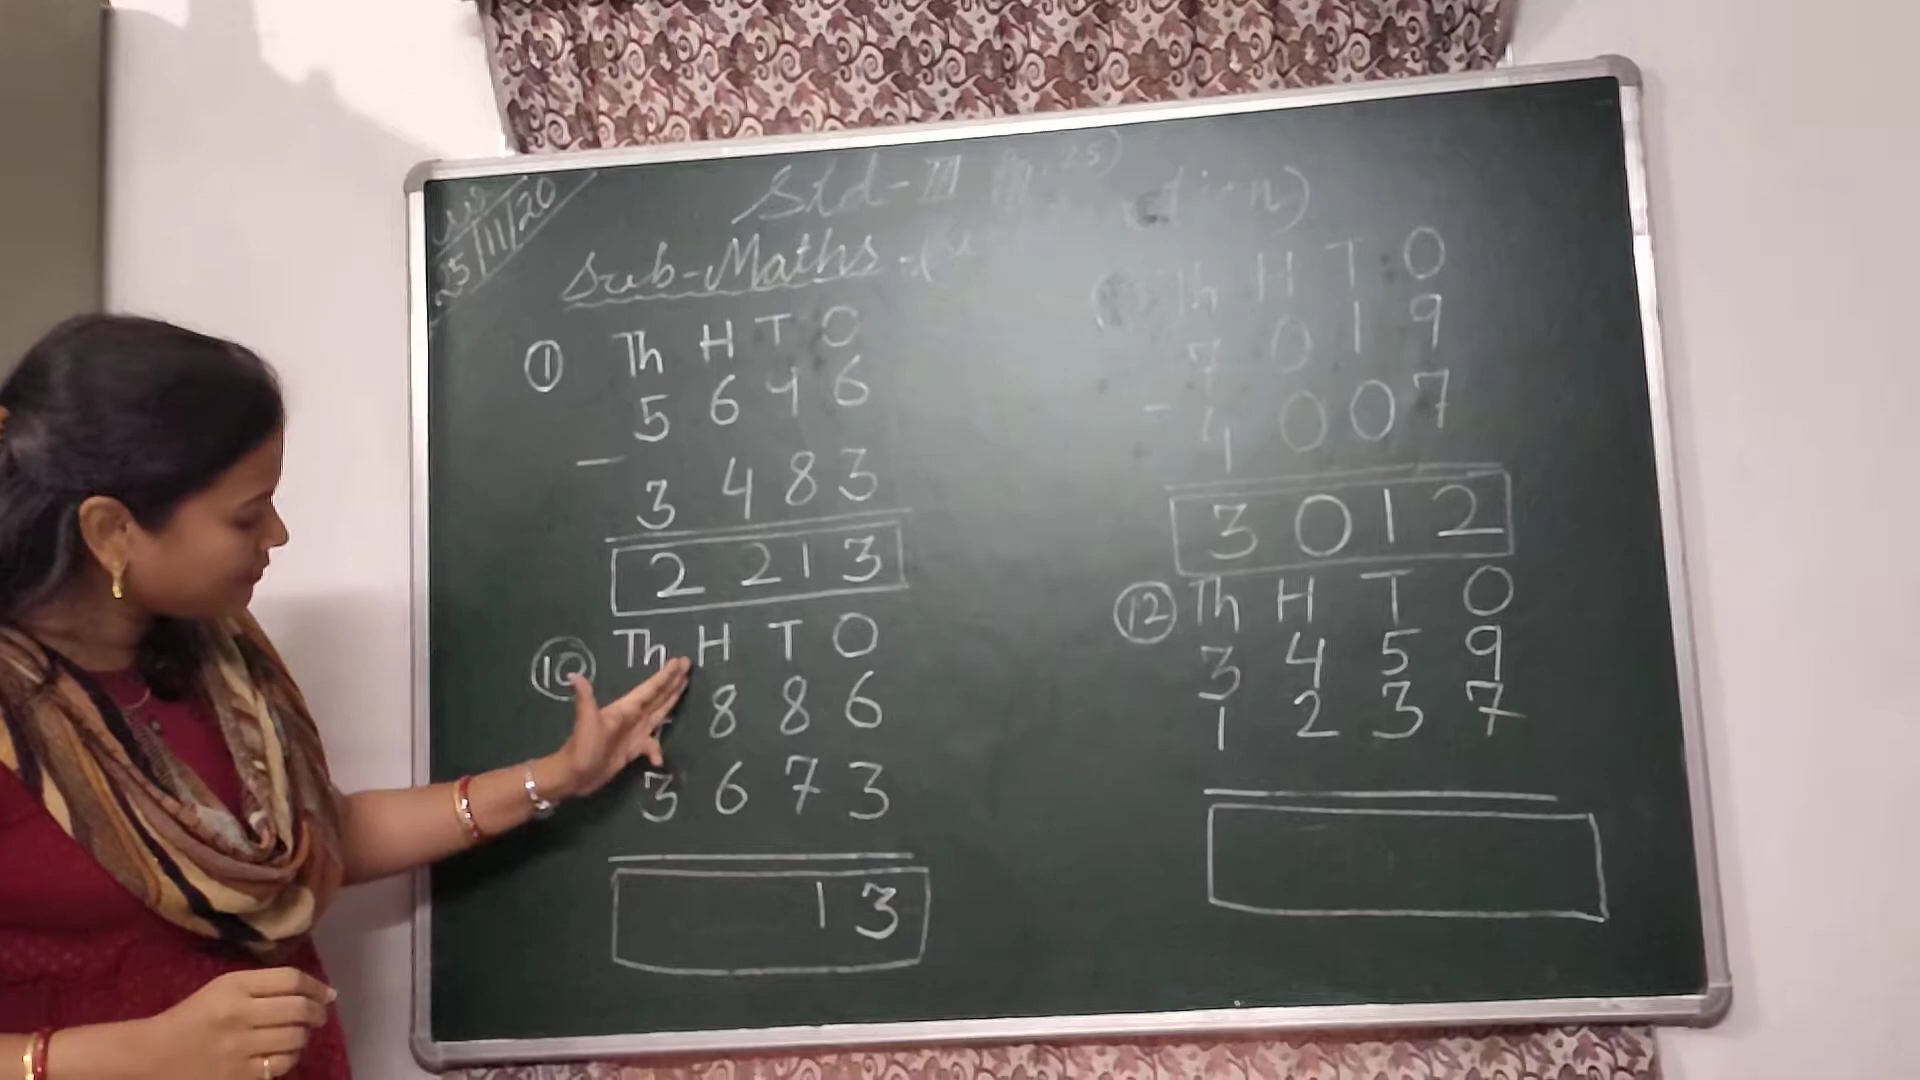 25/11/20
Std-III
Sub-Maths
① Th H T O
5 6 4 6
- 3 4 8 3
2 2 1 3
⑩ Th H T O
8 8 6
3 6 7 3
1 3
Th H T O
7 0 1 9
- 4 0 0 7
3 0 1 2
⑫ Th H T O
3 4 5 9
1 2 3 7